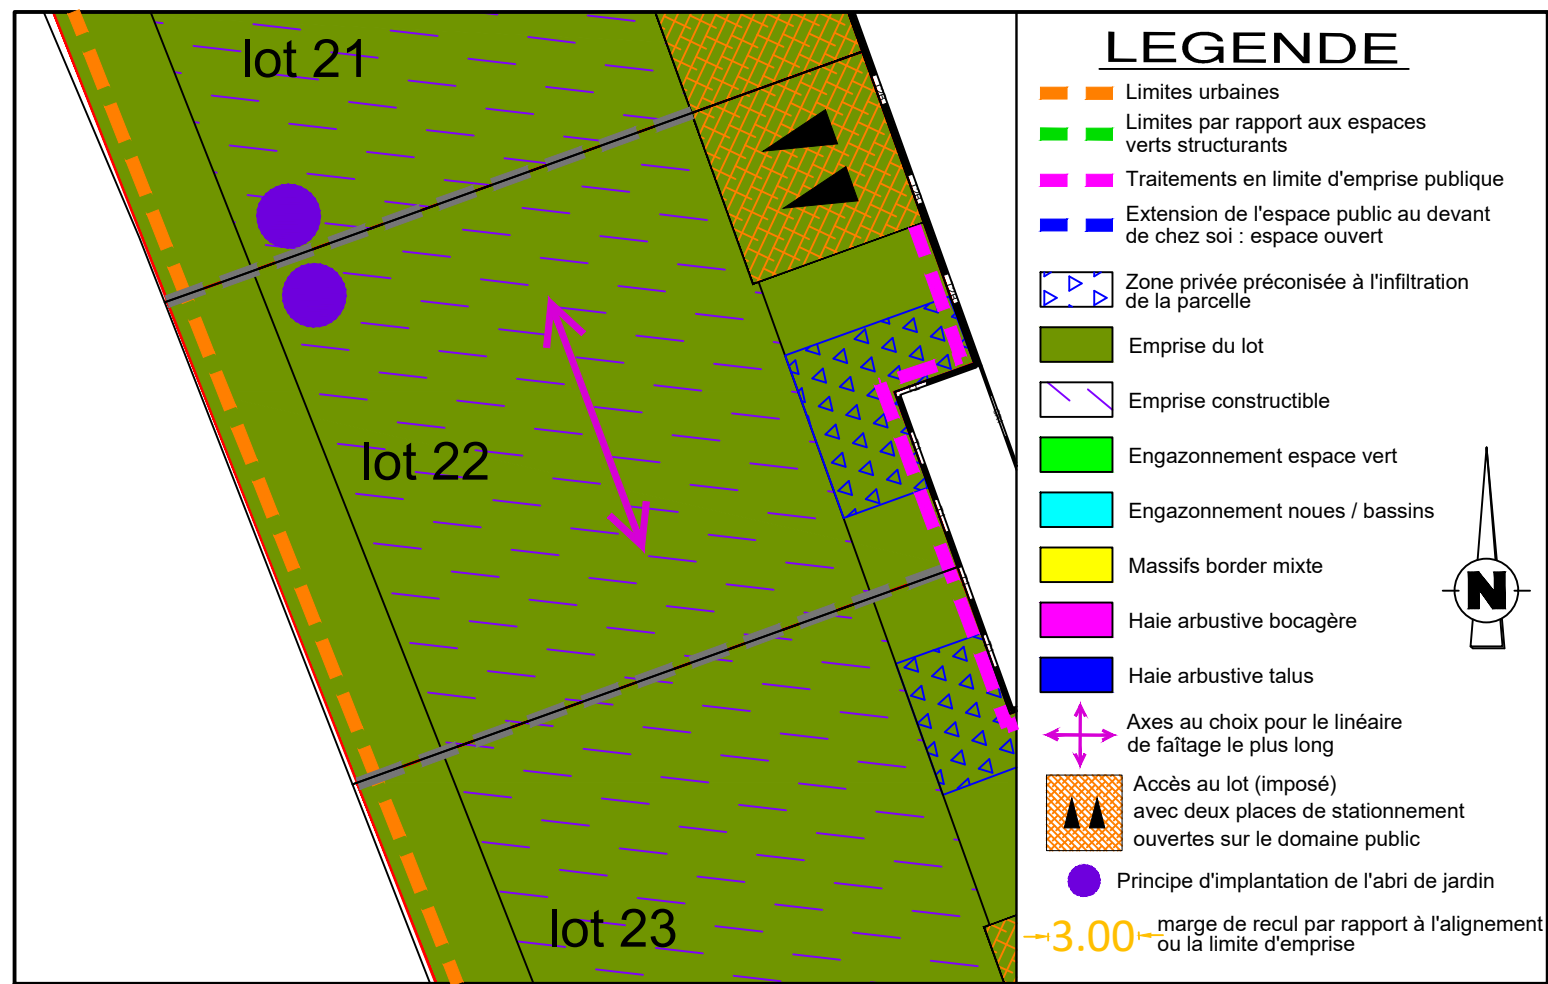 lot 21
lot 22
lot 23
LEGENDE
Limites urbaines
Limites par rapport aux espaces
verts structurants
Traitements en limite d'emprise publique
Extension de l'espace public au devant
de chez soi : espace ouvert
Zone privée préconisée à l'infiltration
de la parcelle
Emprise du lot
Emprise constructible
Engazonnement espace vert
Engazonnement noues / bassins
Massifs border mixte
Haie arbustive bocagère
Haie arbustive talus
Axes au choix pour le linéaire
de faîtage le plus long
Accès au lot (imposé)
avec deux places de stationnement
ouvertes sur le domaine public
Principe d'implantation de l'abri de jardin
3.00
marge de recul par rapport à l'alignement
ou la limite d'emprise
N